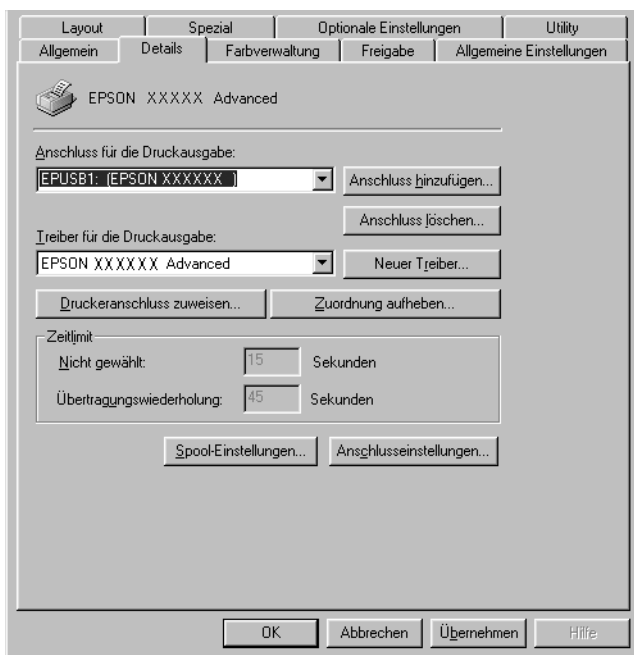 Layout Spezial Optionale Einstellungen Utility
Allgemein Details Farbverwaltung Freigabe Allgemeine Einstellungen
EPSON XXXXX Advanced
Anschluss für die Druckausgabe:
EPUSB1: (EPSON XXXXXX ) Anschluss hinzufügen...
Anschluss löschen...
Treiber für die Druckausgabe:
EPSON XXXXXX Advanced Neuer Treiber...
Druckeranschluss zuweisen... Zuordnung aufheben...
Zeitlimit
Nicht gewählt: 15 Sekunden
Übertragungswiederholung: 45 Sekunden
Spool-Einstellungen... Anschlusseinstellungen...
OK Abbrechen Übernehmen Hilfe